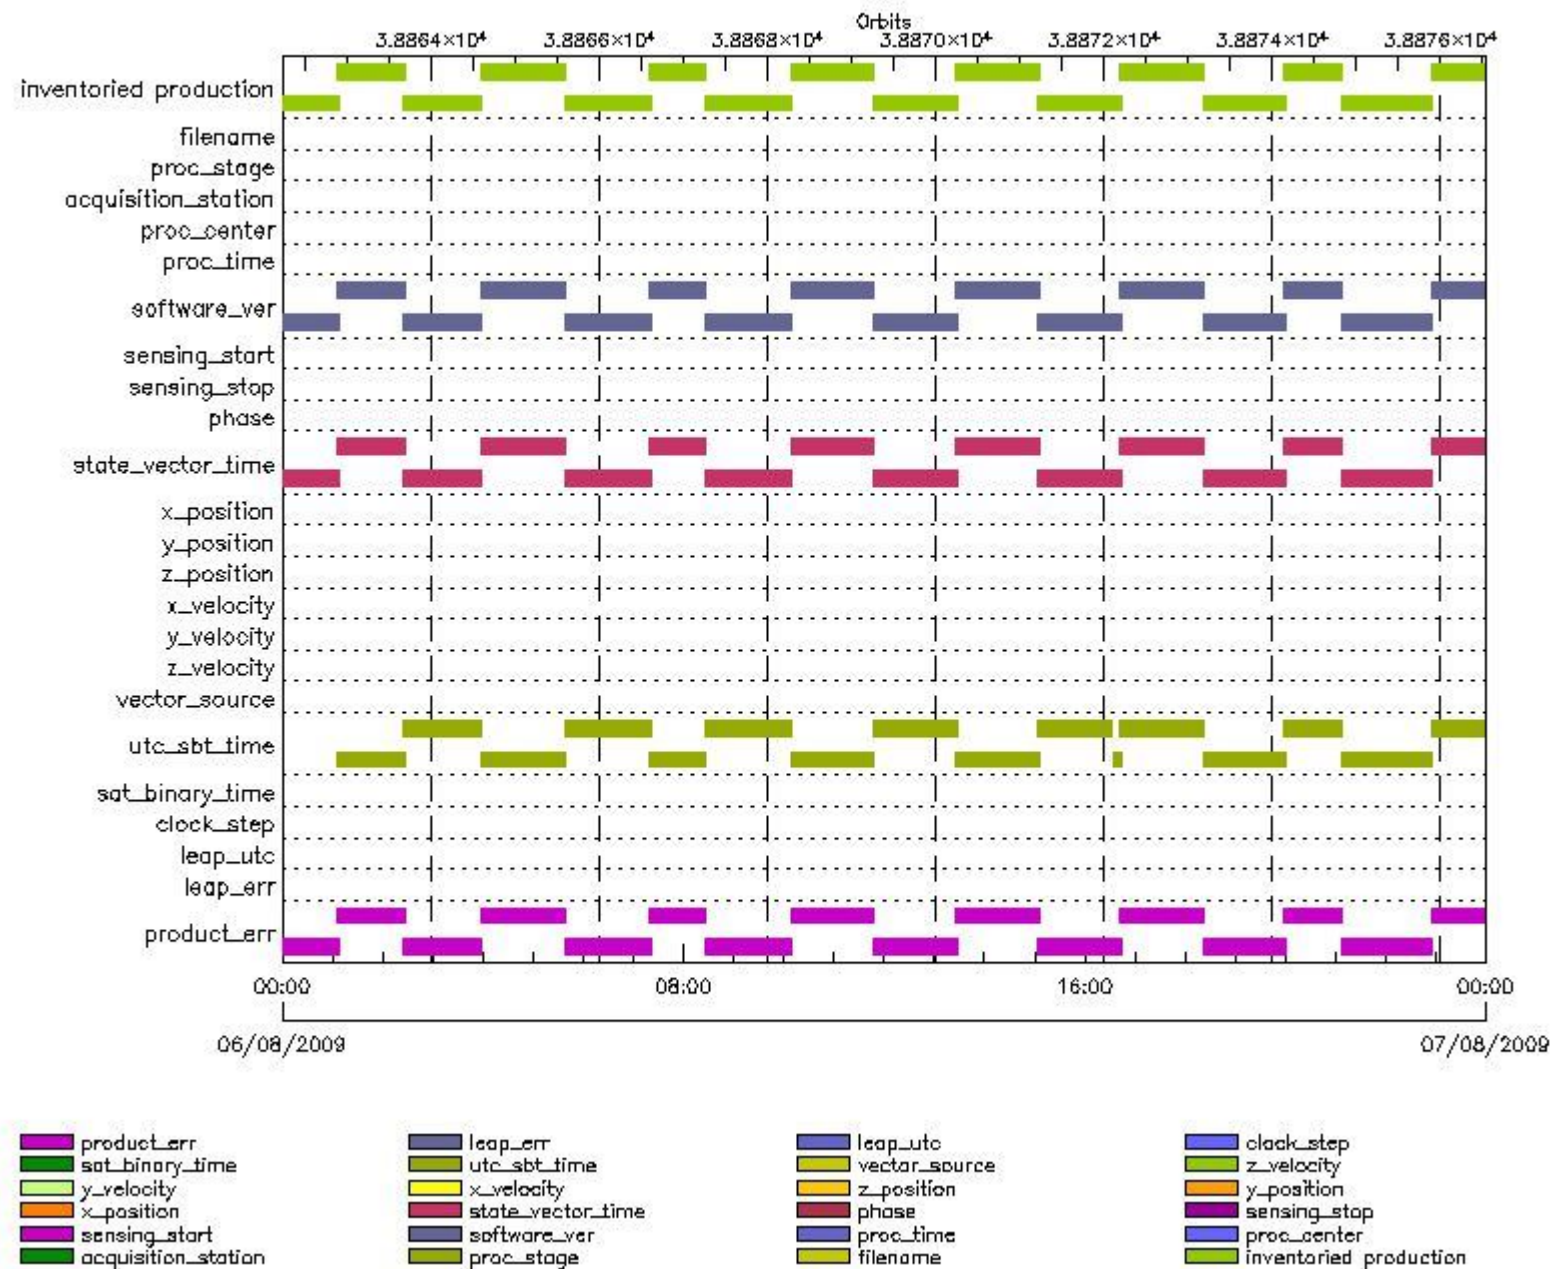 Orbits
3.8864×10⁴ 3.8866×10⁴ 3.8868×10⁴ 3.8870×10⁴ 3.8872×10⁴ 3.8874×10⁴ 3.8876×10⁴
inventoried production
filename
proc_stage
acquisition_station
proc_center
proc_time
software_ver
sensing_start
sensing_stop
phase
state_vector_time
x_position
y_position
z_position
x_velocity
y_velocity
z_velocity
vector_source
utc_sbt_time
sat_binary_time
clock_step
leap_utc
leap_err
product_err
00:00 08:00 16:00 00:00
06/08/2009 07/08/2009
product_err leap_err leap_utc clock_step
sat_binary_time utc_sbt_time vector_source z_velocity
y_velocity x_velocity z_position y_position
x_position state_vector_time phase sensing_stop
sensing_start software_ver proc_time proc_center
acquisition_station proc_stage filename inventoried production